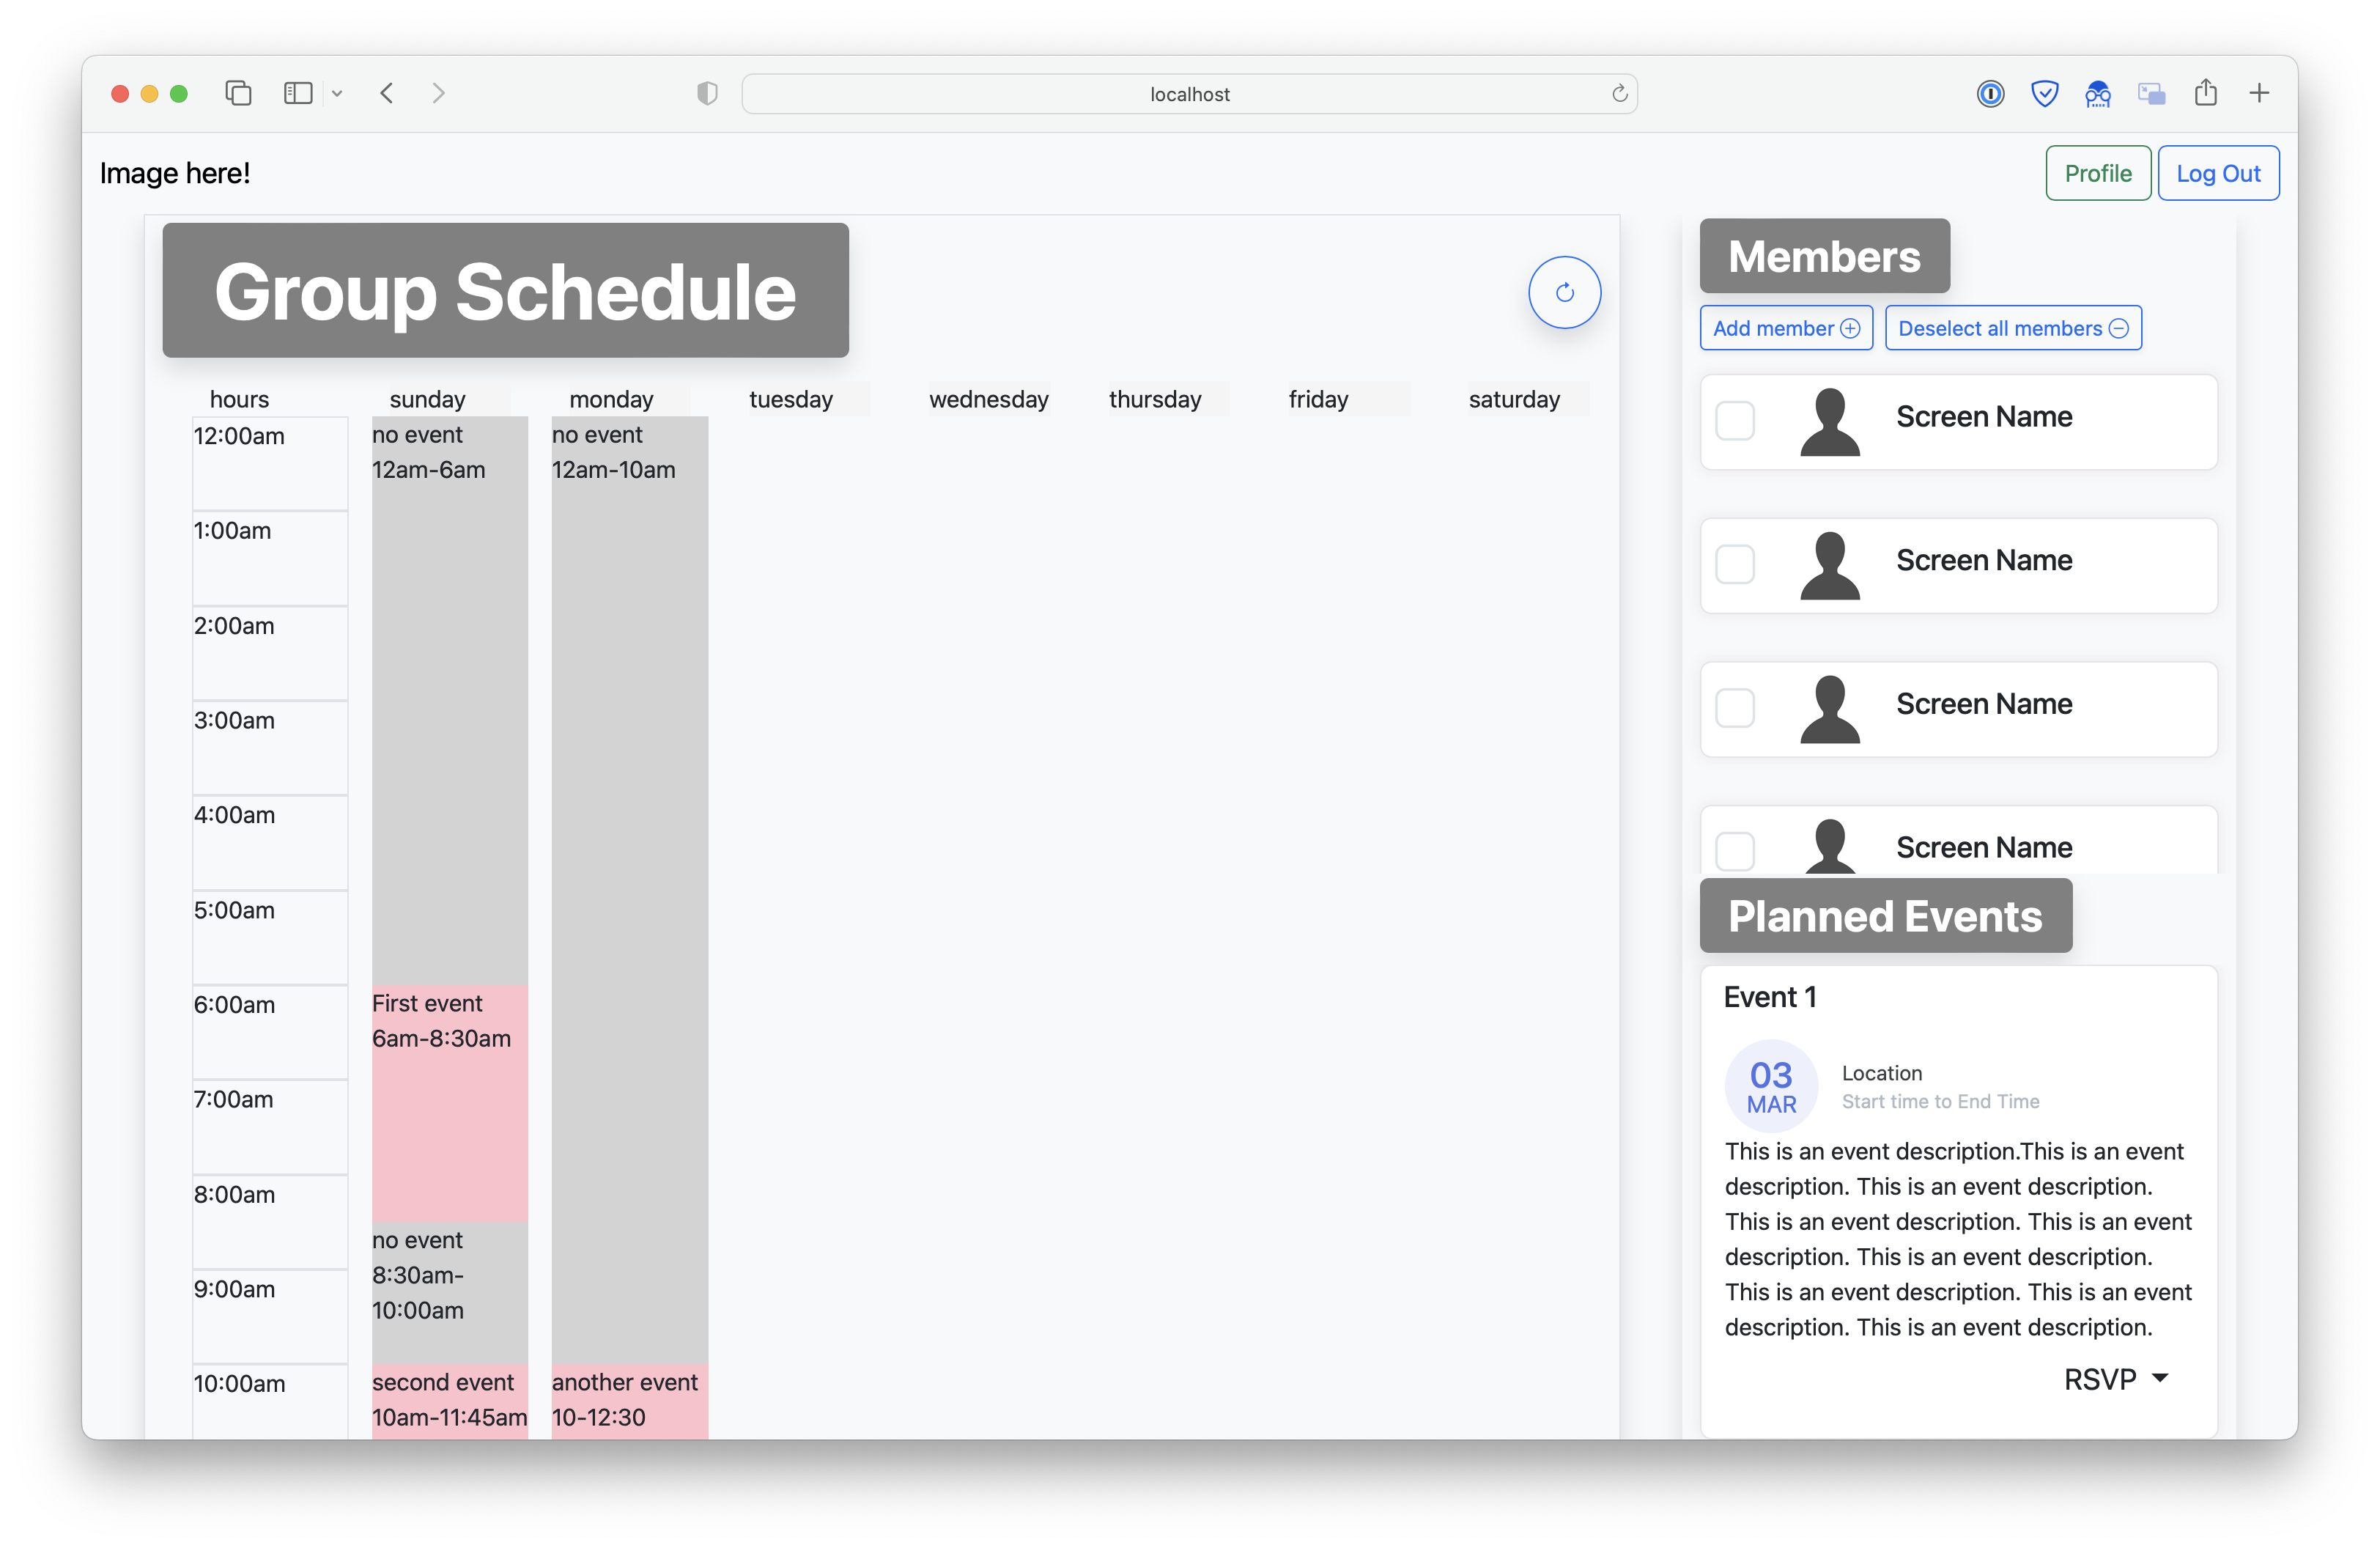 localhost
Image here!
Profile
Log Out
Group Schedule
hours
sunday
monday
tuesday
wednesday
thursday
friday
saturday
12:00am
1:00am
2:00am
3:00am
4:00am
5:00am
6:00am
7:00am
8:00am
9:00am
10:00am
no event
12am-6am
First event
6am-8:30am
no event
8:30am-
10:00am
second event
10am-11:45am
no event
12am-10am
another event
10-12:30
Members
Add member
Deselect all members
Screen Name
Screen Name
Screen Name
Screen Name
Planned Events
Event 1
03
MAR
Location
Start time to End Time
This is an event description.This is an event
description. This is an event description.
This is an event description. This is an event
description. This is an event description.
This is an event description. This is an event
description. This is an event description.
RSVP